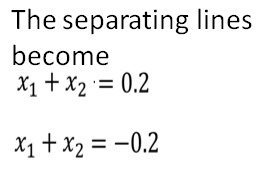 The separating lines
become
x₁ + x₂ = 0.2
x₁ + x₂ = −0.2